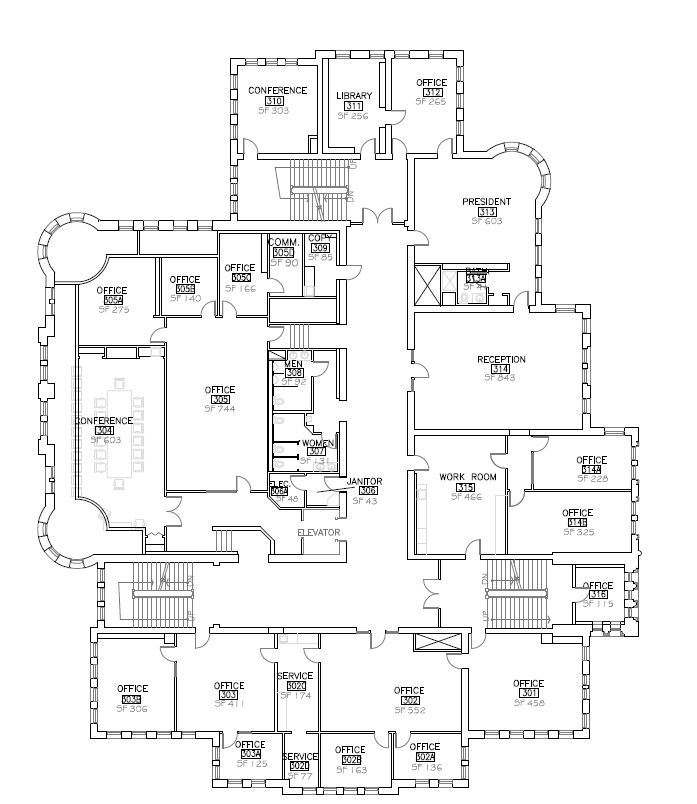 CONFERENCE
310
SF 303
LIBRARY
311
SF 256
OFFICE
312
SF 265
UP
DN
PRESIDENT
313
SF 603
COMM.
305D
SF 90
COPY
309
SF 85
OFFICE
305A
SF 275
OFFICE
305B
SF 140
OFFICE
305C
SF 166
313A
RECEPTION
314
SF 843
MEN
308
SF 92
OFFICE
305
SF 744
CONFERENCE
304
SF 603
WOMEN
307
SF 131
ELEC.
SF 48
JANITOR
306
SF 43
WORK ROOM
315
SF 466
OFFICE
314A
SF 228
OFFICE
314B
SF 325
ELEVATOR
DN
UP
DN
UP
OFFICE
316
SF 115
OFFICE
303B
SF 306
OFFICE
303
SF 411
SERVICE
302C
SF 174
OFFICE
302
SF 552
OFFICE
301
SF 458
OFFICE
303A
SF 125
SERVICE
302D
SF 77
OFFICE
302B
SF 163
OFFICE
302A
SF 136